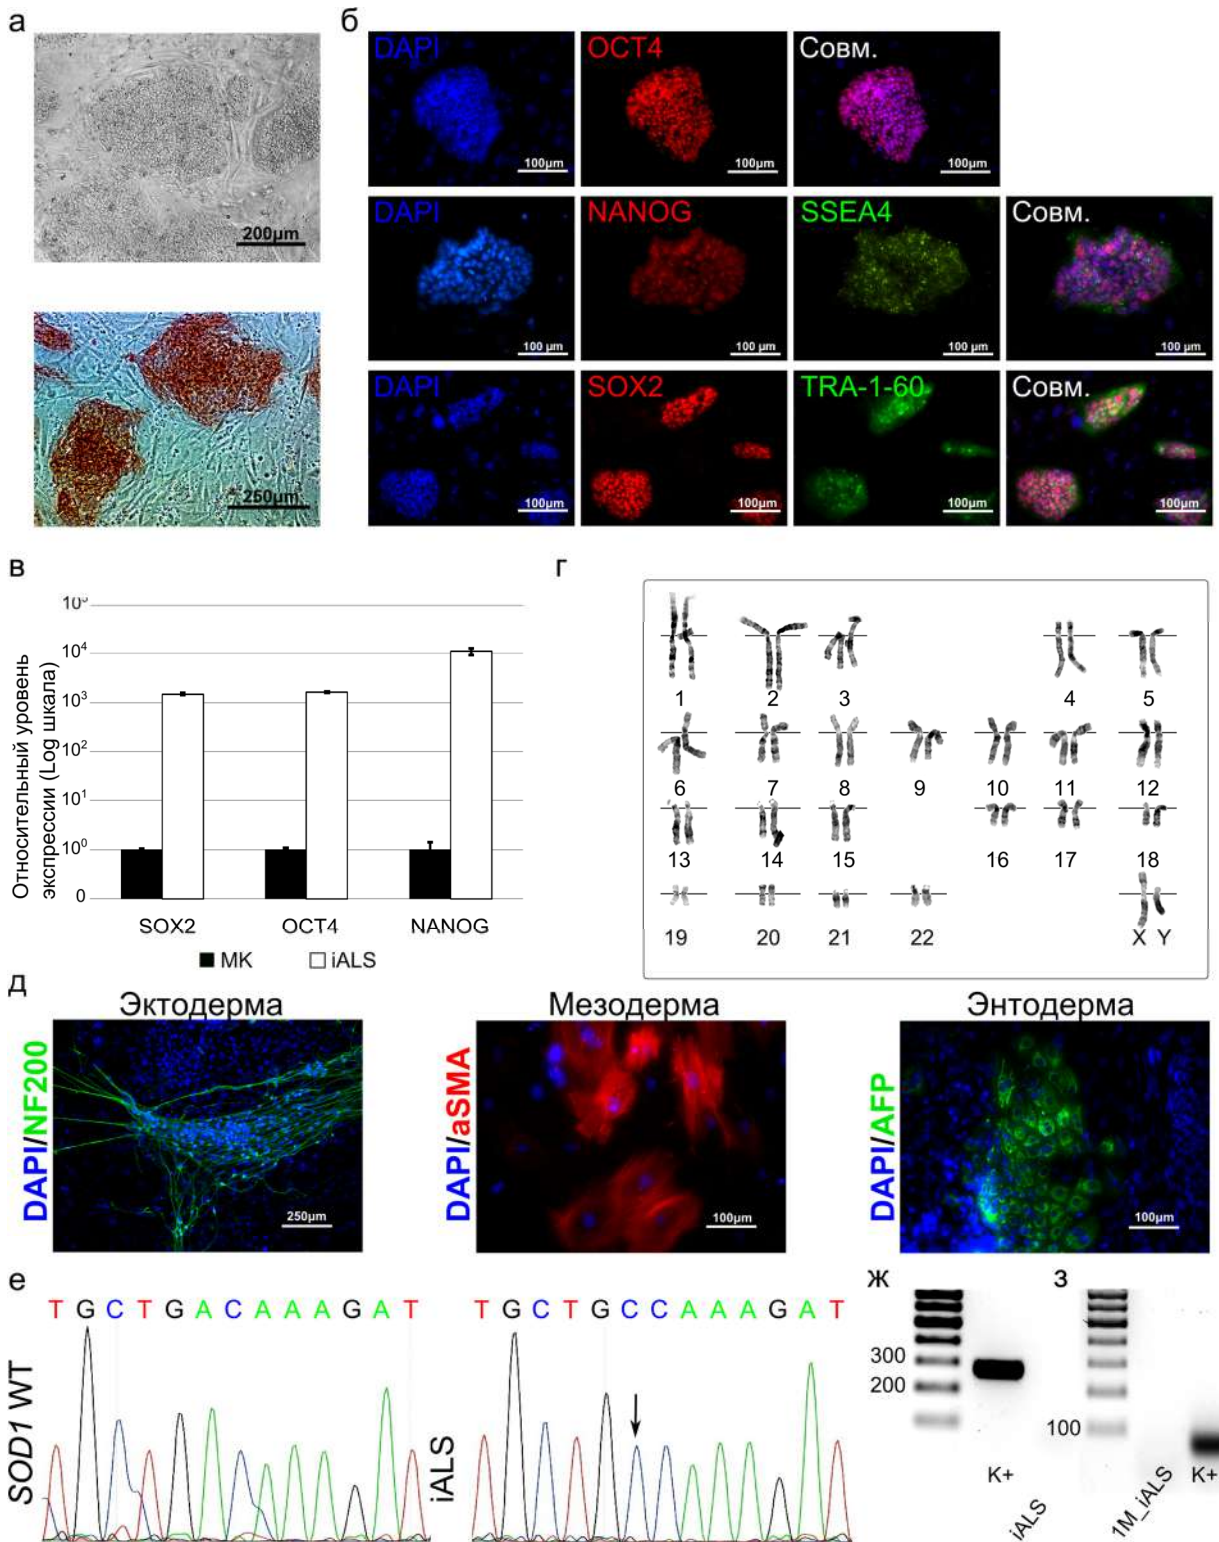 а
200µm
250µm
б
DAPI
OCT4
Совм.
100µm
100µm
100µm
DAPI
NANOG
SSEA4
Совм.
100 µm
100 µm
100 µm
100 µm
DAPI
SOX2
TRA-1-60
Совм.
100µm
100µm
100µm
100µm
в
Относительный уровень
экспрессии (Log шкала)
10⁵
10⁴
10³
10²
10¹
10⁰
0
SOX2
OCT4
NANOG
МК
iALS
г
1 2 3 4 5
6 7 8 9 10 11 12
13 14 15 16 17 18
19 20 21 22 X Y
д
Эктодерма
Мезодерма
Энтодерма
DAPI/NF200
250µm
DAPI/aSMA
100µm
DAPI/AFP
100µm
е
SOD1 WT
T G C T G A C A A A G A T
iALS
T G C T G C C A A A G A T
ж
300
200
K+
iALS
з
100
1M_iALS
K+